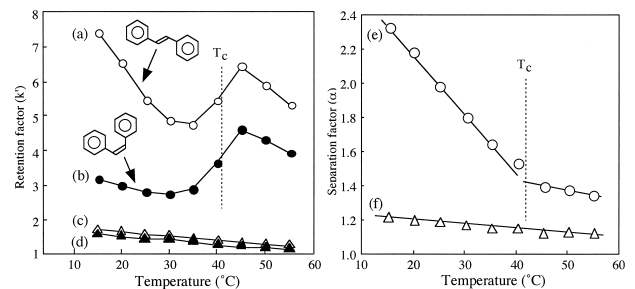 8
7
6
5
4
3
2
1
Retention factor (k')
(a)
(b)
(c)
(d)
Tc
10 20 30 40 50 60
Temperature (˚C)
2.4
2.2
2.0
1.8
1.6
1.4
1.2
1.0
Separation factor (α)
(e)
(f)
Tc
10 20 30 40 50 60
Temperature (˚C)